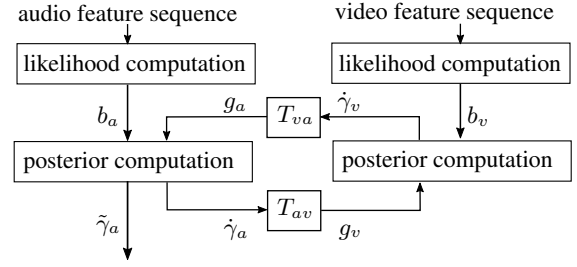 audio feature sequence
video feature sequence
likelihood computation
likelihood computation
b_a
g_a
T_{va}
\dot{\gamma}_v
b_v
posterior computation
posterior computation
\tilde{\gamma}_a
\dot{\gamma}_a
T_{av}
g_v